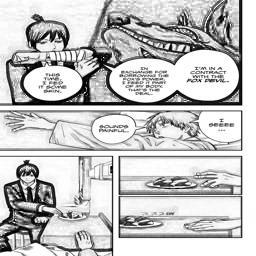 I'M IN A
CONTRACT
WITH THE
FOX DEVIL.
IN
EXCHANGE FOR
BORROWING THE
FOX'S POWER,
I FEED IT PART
OF MY BODY.
THAT'S THE
DEAL.
THIS
TIME,
I FED
IT SOME
SKIN.
I
SEEEE
...
SOUNDS
PAINFUL.